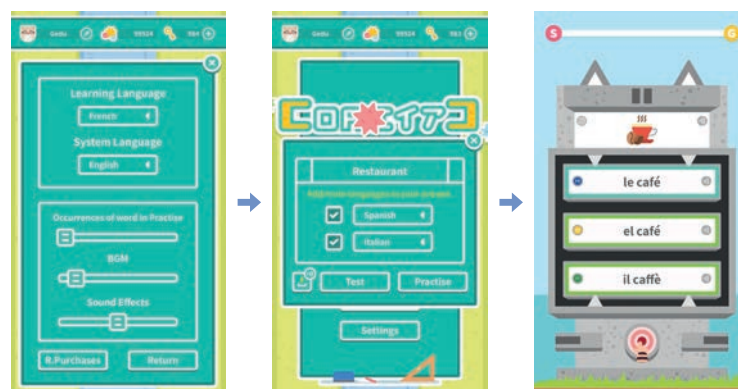 Gedu 99524 984
Learning Language
French
System Language
English
Occurrences of word in Practise
BGM
Sound Effects
R.Purchases
Return
Gedu 99524 983
Restaurant
Spanish
Italian
Test
Practise
Settings
S
G
le café
el café
il caffè